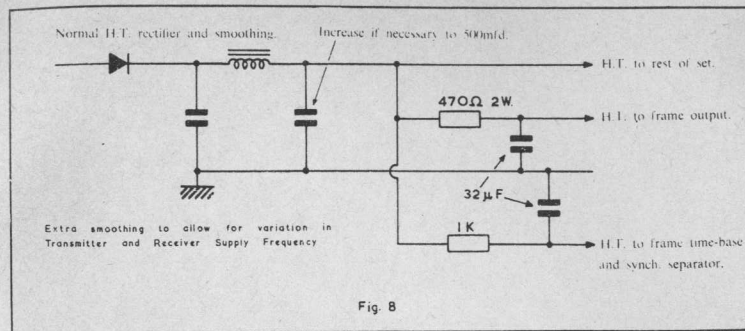 Normal H.T. rectifier and smoothing.
Increase if necessary to 500mfd.
H.T. to rest of set.
470Ω 2W.
H.T. to frame output.
32µF
Extra smoothing to allow for variation in
Transmitter and Receiver Supply Frequency
1K
H.T. to frame time-base
and synch. separator.
Fig. 8